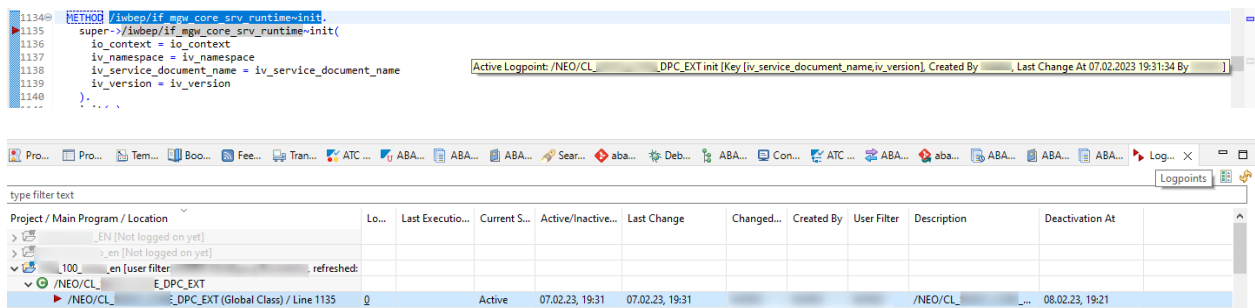 1134 METHOD /iwbep/if_mgw_core_srv_runtime~init.
1135 super->/iwbep/if_mgw_core_srv_runtime~init(
1136 io_context = io_context
1137 iv_namespace = iv_namespace
1138 iv_service_document_name = iv_service_document_name
1139 iv_version = iv_version
1140 ).
Active Logpoint: /NEO/CL_ _DPC_EXT init [Key [iv_service_document_name,iv_version], Created By , Last Change At 07.02.2023 19:31:34 By ]
Pro... Pro... Tem... Boo... Fee... Tran... ATC ... ABA... ABA... ABA... Sear... aba... Deb... ABA... Con... ATC ... ABA... aba... ABA... ABA... ABA... Log...
Logpoints
type filter text
Project / Main Program / Location Lo... Last Executio... Current S... Active/Inactive... Last Change Changed... Created By User Filter Description Deactivation At
_EN [Not logged on yet]
_en [Not logged on yet]
_100_ _en [user filter , refreshed:
/NEO/CL_ E_DPC_EXT
/NEO/CL_ E_DPC_EXT (Global Class) / Line 1135 0 Active 07.02.23, 19:31 07.02.23, 19:31 /NEO/CL_ _... 08.02.23, 19:21